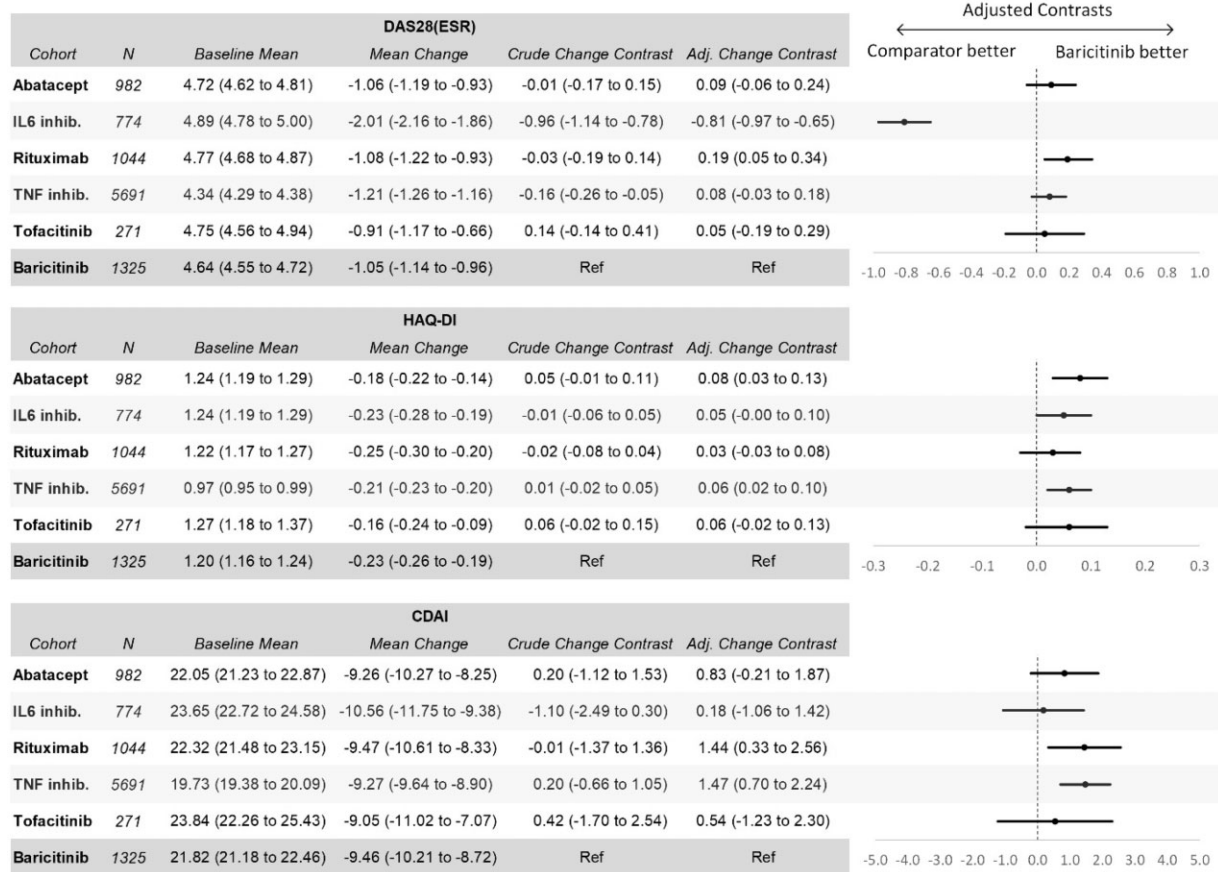 Adjusted Contrasts
DAS28(ESR)
Comparator better Baricitinib better
Cohort N Baseline Mean Mean Change Crude Change Contrast Adj. Change Contrast
Abatacept 982 4.72 (4.62 to 4.81) -1.06 (-1.19 to -0.93) -0.01 (-0.17 to 0.15) 0.09 (-0.06 to 0.24)
IL6 inhib. 774 4.89 (4.78 to 5.00) -2.01 (-2.16 to -1.86) -0.96 (-1.14 to -0.78) -0.81 (-0.97 to -0.65)
Rituximab 1044 4.77 (4.68 to 4.87) -1.08 (-1.22 to -0.93) -0.03 (-0.19 to 0.14) 0.19 (0.05 to 0.34)
TNF inhib. 5691 4.34 (4.29 to 4.38) -1.21 (-1.26 to -1.16) -0.16 (-0.26 to -0.05) 0.08 (-0.03 to 0.18)
Tofacitinib 271 4.75 (4.56 to 4.94) -0.91 (-1.17 to -0.66) 0.14 (-0.14 to 0.41) 0.05 (-0.19 to 0.29)
Baricitinib 1325 4.64 (4.55 to 4.72) -1.05 (-1.14 to -0.96) Ref Ref
-1.0 -0.8 -0.6 -0.4 -0.2 0.0 0.2 0.4 0.6 0.8 1.0
HAQ-DI
Cohort N Baseline Mean Mean Change Crude Change Contrast Adj. Change Contrast
Abatacept 982 1.24 (1.19 to 1.29) -0.18 (-0.22 to -0.14) 0.05 (-0.01 to 0.11) 0.08 (0.03 to 0.13)
IL6 inhib. 774 1.24 (1.19 to 1.29) -0.23 (-0.28 to -0.19) -0.01 (-0.06 to 0.05) 0.05 (-0.00 to 0.10)
Rituximab 1044 1.22 (1.17 to 1.27) -0.25 (-0.30 to -0.20) -0.02 (-0.08 to 0.04) 0.03 (-0.03 to 0.08)
TNF inhib. 5691 0.97 (0.95 to 0.99) -0.21 (-0.23 to -0.20) 0.01 (-0.02 to 0.05) 0.06 (0.02 to 0.10)
Tofacitinib 271 1.27 (1.18 to 1.37) -0.16 (-0.24 to -0.09) 0.06 (-0.02 to 0.15) 0.06 (-0.02 to 0.13)
Baricitinib 1325 1.20 (1.16 to 1.24) -0.23 (-0.26 to -0.19) Ref Ref
-0.3 -0.2 -0.1 0.0 0.1 0.2 0.3
CDAI
Cohort N Baseline Mean Mean Change Crude Change Contrast Adj. Change Contrast
Abatacept 982 22.05 (21.23 to 22.87) -9.26 (-10.27 to -8.25) 0.20 (-1.12 to 1.53) 0.83 (-0.21 to 1.87)
IL6 inhib. 774 23.65 (22.72 to 24.58) -10.56 (-11.75 to -9.38) -1.10 (-2.49 to 0.30) 0.18 (-1.06 to 1.42)
Rituximab 1044 22.32 (21.48 to 23.15) -9.47 (-10.61 to -8.33) -0.01 (-1.37 to 1.36) 1.44 (0.33 to 2.56)
TNF inhib. 5691 19.73 (19.38 to 20.09) -9.27 (-9.64 to -8.90) 0.20 (-0.66 to 1.05) 1.47 (0.70 to 2.24)
Tofacitinib 271 23.84 (22.26 to 25.43) -9.05 (-11.02 to -7.07) 0.42 (-1.70 to 2.54) 0.54 (-1.23 to 2.30)
Baricitinib 1325 21.82 (21.18 to 22.46) -9.46 (-10.21 to -8.72) Ref Ref
-5.0 -4.0 -3.0 -2.0 -1.0 0.0 1.0 2.0 3.0 4.0 5.0